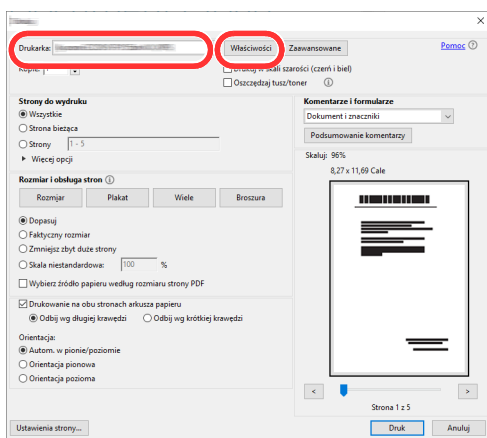 Drukarka:
Właściwości
Zaawansowane
Pomoc
Kopie: 1
Drukuj w skali szarości (czerń i biel)
Oszczędzaj tusz/toner
Strony do wydruku
Wszystkie
Strona bieżąca
Strony 1 - 5
Więcej opcji
Rozmiar i obsługa stron
Rozmjar
Plakat
Wiele
Broszura
Dopasuj
Faktyczny rozmiar
Zmniejsz zbyt duże strony
Skala niestandardowa: 100 %
Wybierz źródło papieru według rozmiaru strony PDF
Drukowanie na obu stronach arkusza papieru
Odbij wg długiej krawędzi
Odbij wg krótkiej krawędzi
Orientacja:
Autom. w pionie/poziomie
Orientacja pionowa
Orientacja pozioma
Komentarze i formularze
Dokument i znaczniki
Podsumowanie komentarzy
Skaluj: 96%
8,27 x 11,69 Cale
<
>
Strona 1 z 5
Ustawienia strony...
Druk
Anuluj